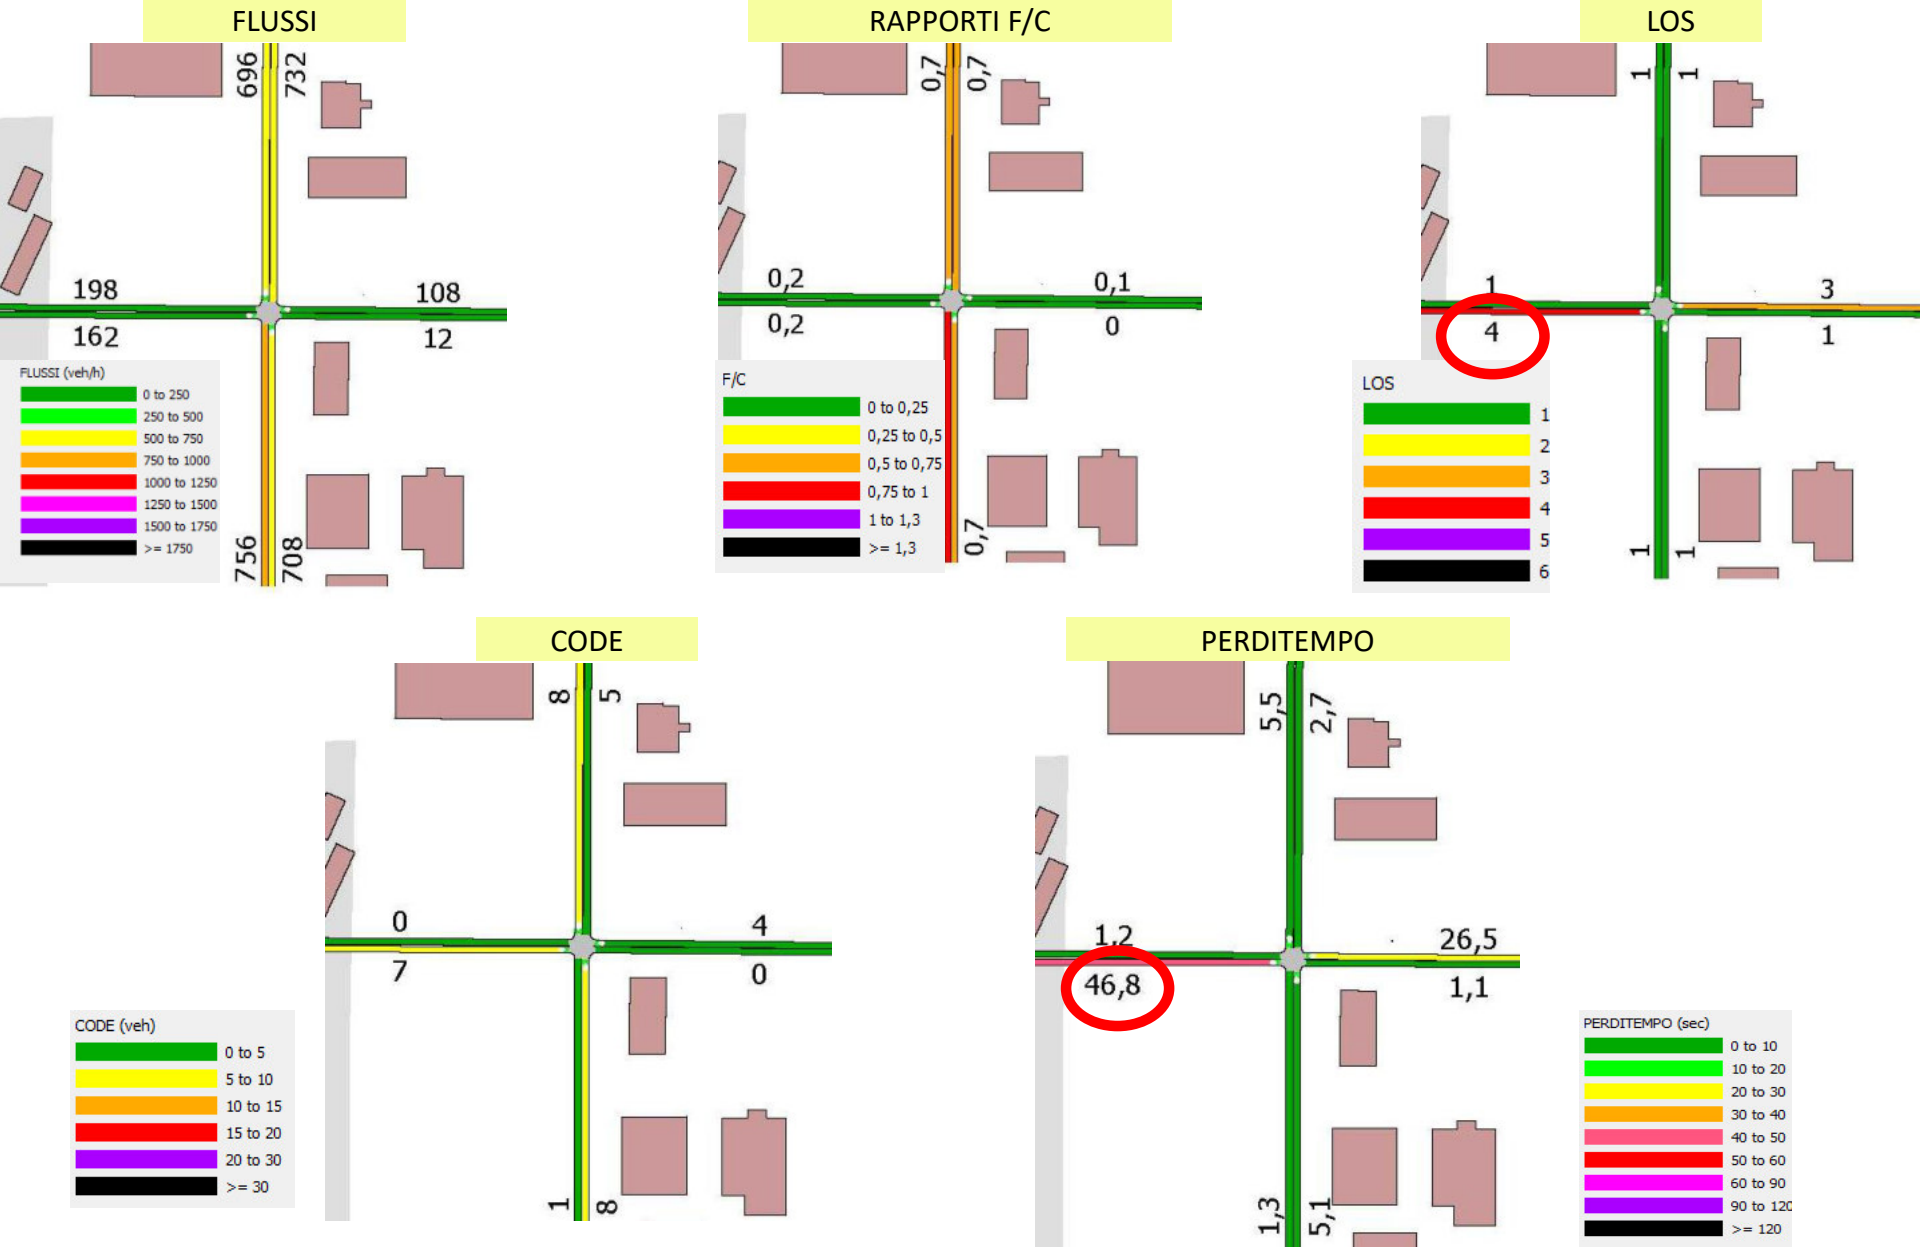 FLUSSI
696
732
198
108
162
12
756
708
FLUSSI (veh/h)
0 to 250
250 to 500
500 to 750
750 to 1000
1000 to 1250
1250 to 1500
1500 to 1750
>= 1750
RAPPORTI F/C
0,7
0,7
0,2
0,1
0,2
0
0,7
F/C
0 to 0,25
0,25 to 0,5
0,5 to 0,75
0,75 to 1
1 to 1,3
>= 1,3
LOS
1
1
1
3
4
1
1
1
LOS
1
2
3
4
5
6
CODE
8
5
0
4
7
0
1
8
CODE (veh)
0 to 5
5 to 10
10 to 15
15 to 20
20 to 30
>= 30
PERDITEMPO
5,5
2,7
1,2
26,5
46,8
1,1
1,3
5,1
PERDITEMPO (sec)
0 to 10
10 to 20
20 to 30
30 to 40
40 to 50
50 to 60
60 to 90
90 to 120
>= 120